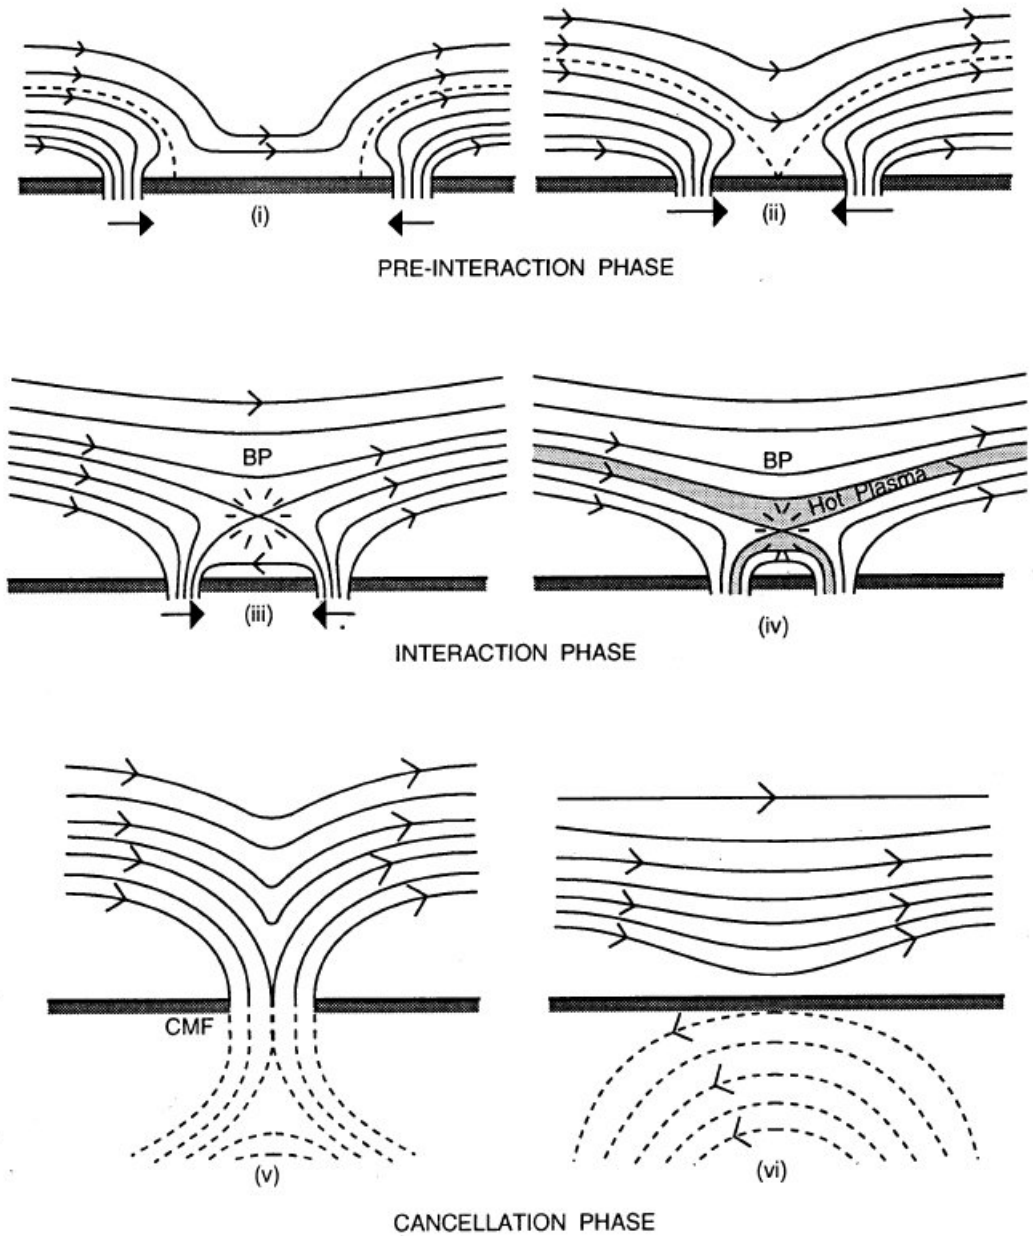 (i)
(ii)
PRE-INTERACTION PHASE
BP
BP
Hot Plasma
(iii)
(iv)
INTERACTION PHASE
CMF
(v)
(vi)
CANCELLATION PHASE